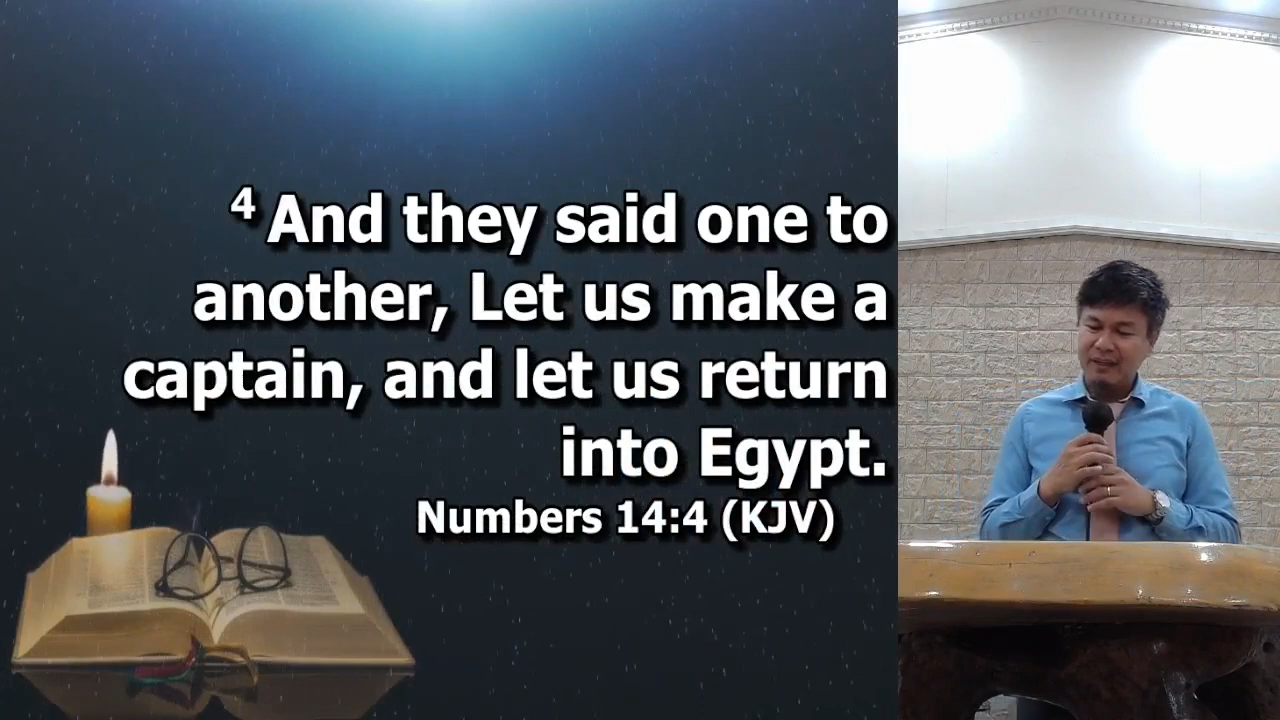 4 And they said one to
another, Let us make a
captain, and let us return
into Egypt.
Numbers 14:4 (KJV)